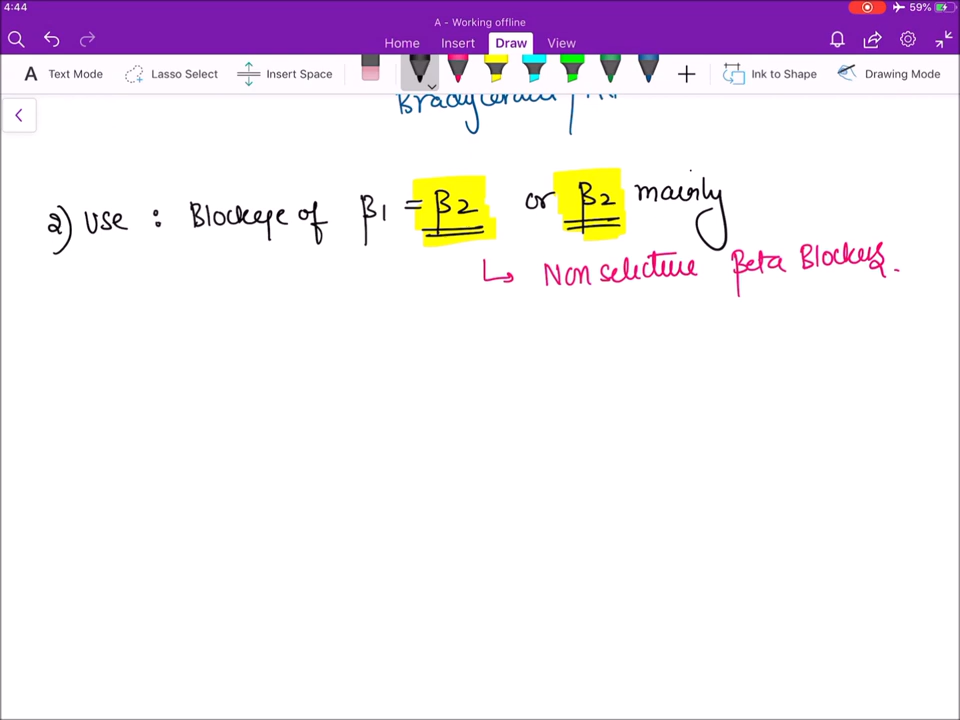 4:44
59%
A - Working offline
Home Insert Draw View
A Text Mode Lasso Select Insert Space Ink to Shape Drawing Mode
2) Use : Blockeye of β1 = β2 or β2 mainly
↳ Non selective Beta Blockers.